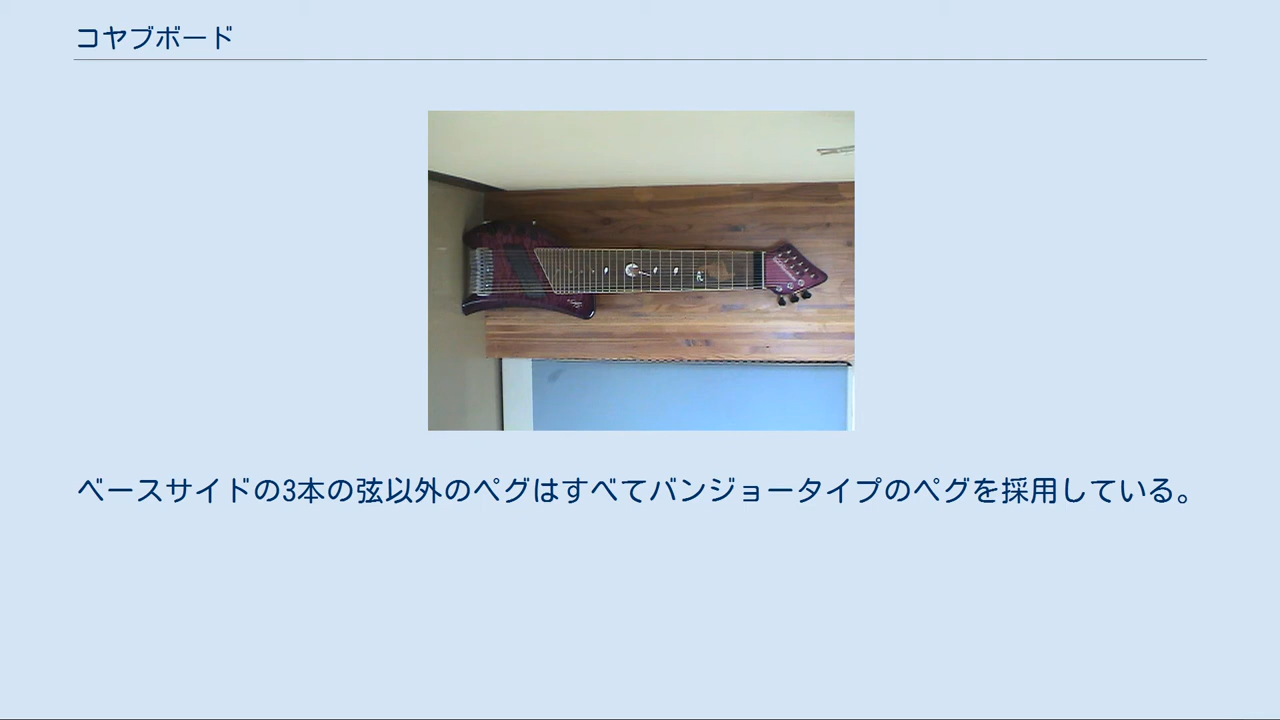 コヤブボード
ベースサイドの3本の弦以外のペグはすべてバンジョータイプのペグを採用している。